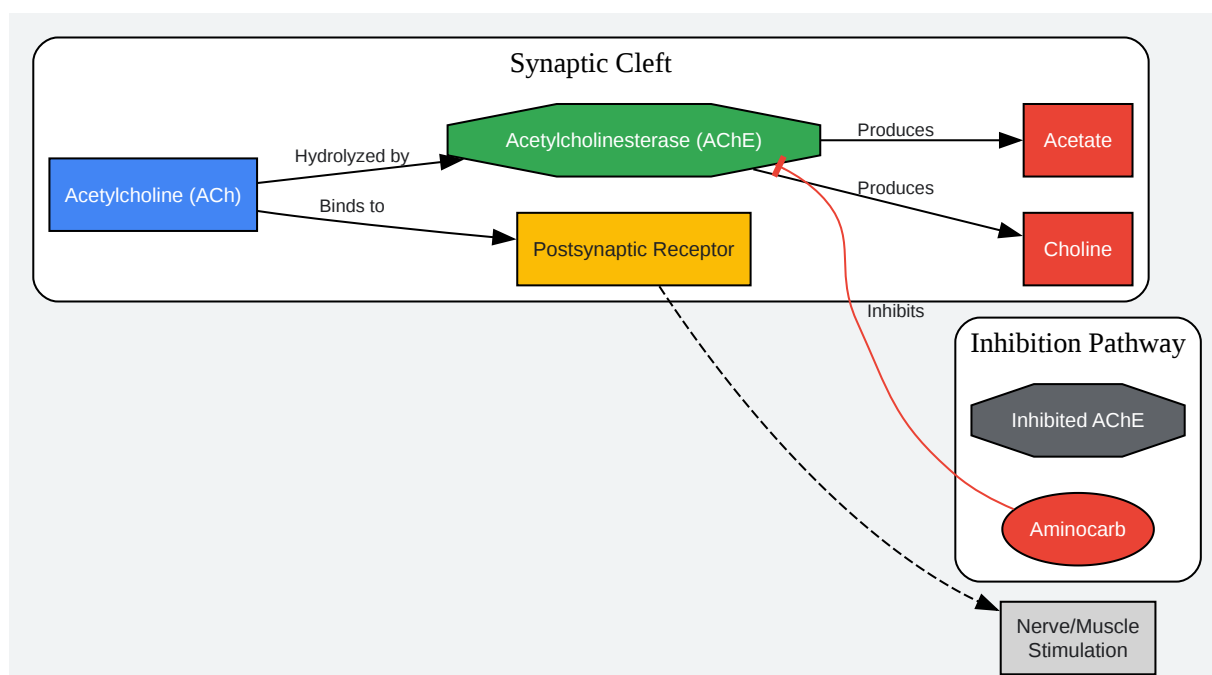 Synaptic Cleft
Acetylcholine (ACh)
Hydrolyzed by
Binds to
Acetylcholinesterase (AChE)
Postsynaptic Receptor
Produces
Produces
Acetate
Choline
Inhibits
Inhibition Pathway
Inhibited AChE
Aminocarb
Nerve/Muscle
Stimulation